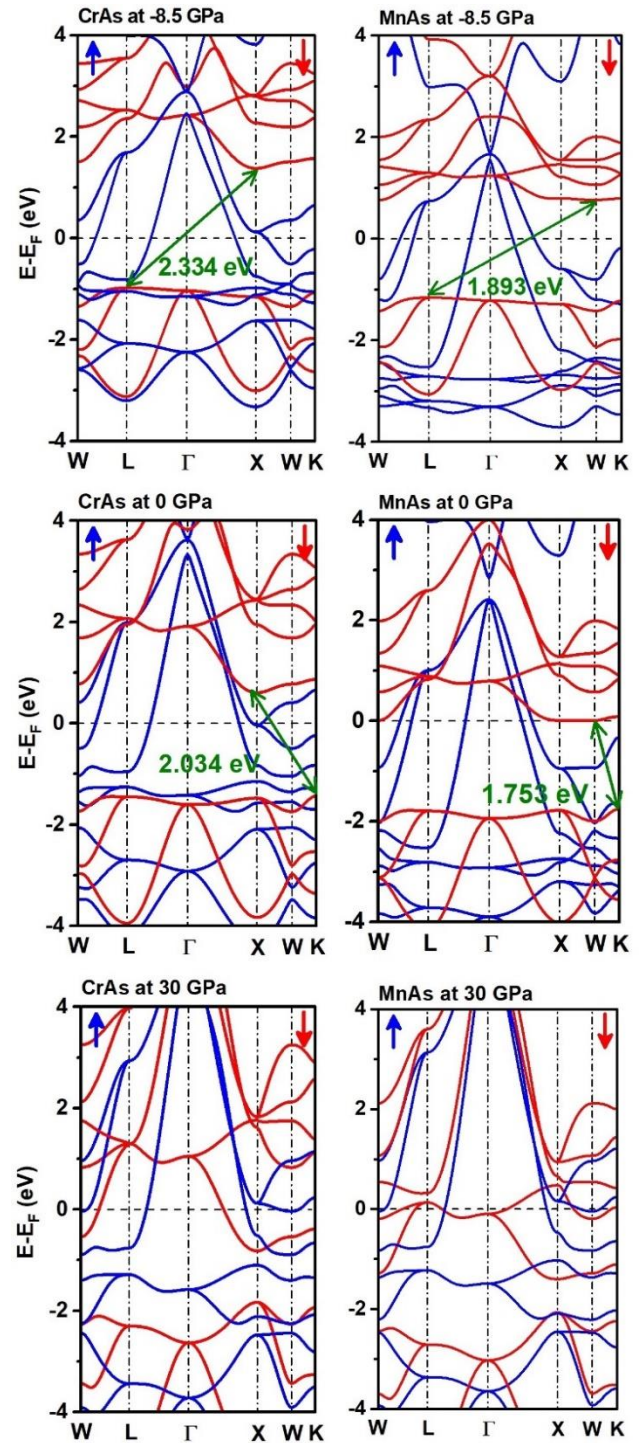 CrAs at -8.5 GPa
MnAs at -8.5 GPa
4
2
0
-2
-4
E-E_F (eV)
2.334 eV
W L Γ X W K
4
2
0
-2
-4
1.893 eV
W L Γ X W K
CrAs at 0 GPa
MnAs at 0 GPa
4
2
0
-2
-4
E-E_F (eV)
2.034 eV
W L Γ X W K
4
2
0
-2
-4
1.753 eV
W L Γ X W K
CrAs at 30 GPa
MnAs at 30 GPa
4
2
0
-2
-4
E-E_F (eV)
W L Γ X W K
4
2
0
-2
-4
W L Γ X W K